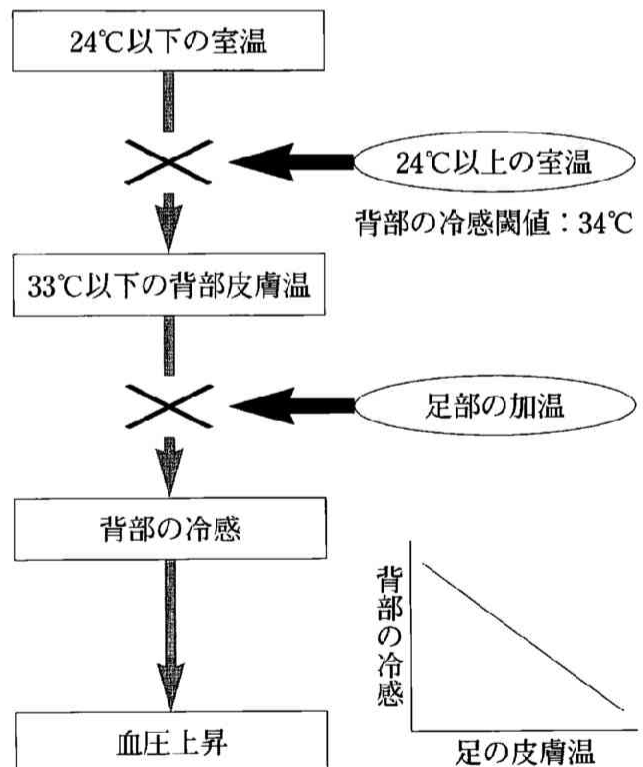 24℃以下の室温
24℃以上の室温
背部の冷感閾値：34℃
33℃以下の背部皮膚温
足部の加温
背部の冷感
背部の冷感
足の皮膚温
血圧上昇